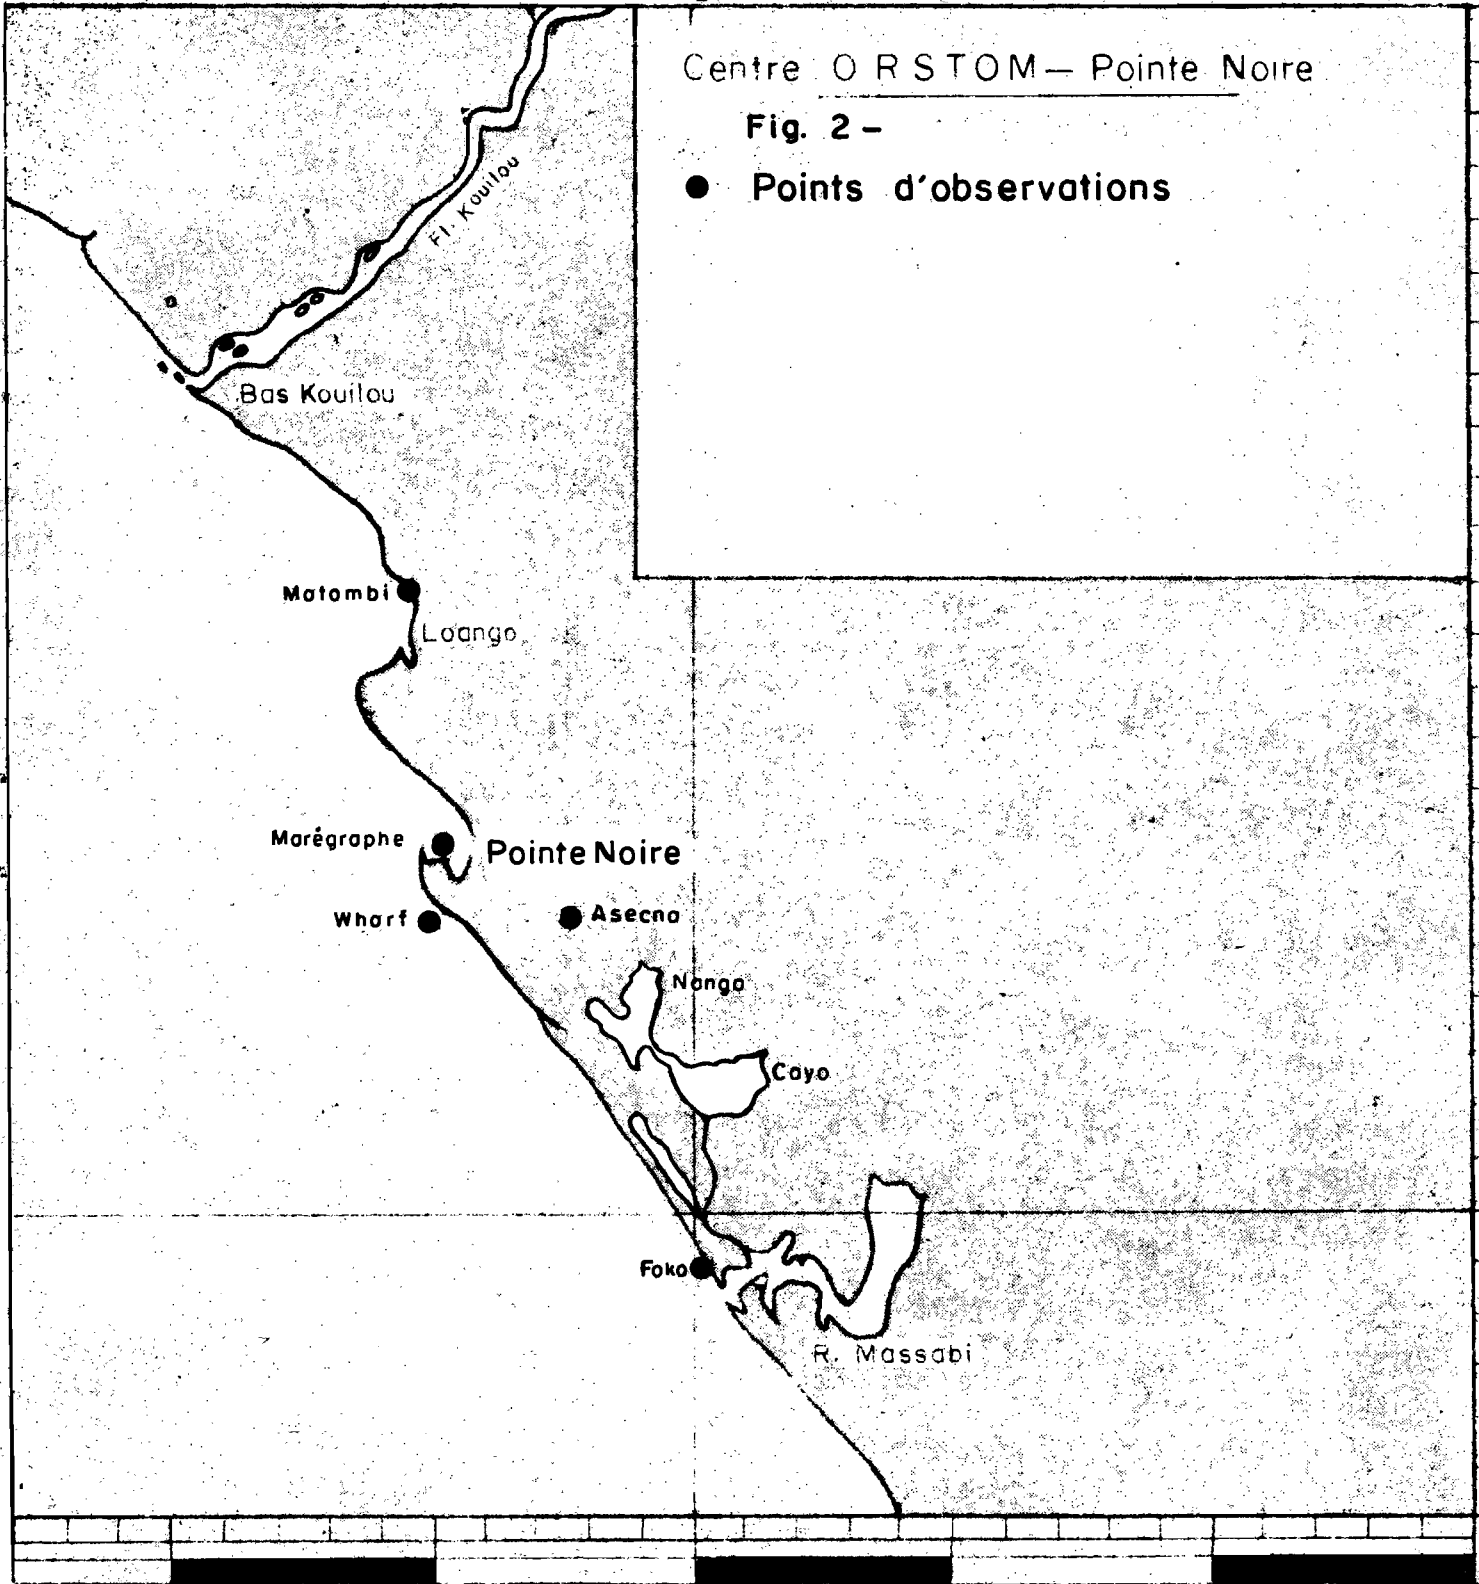 Centre ORSTOM — Pointe Noire
Fig. 2 –
Points d'observations
Fl. Kouilou
Bas Kouilou
Matombi
Loango
Marégraphe
Pointe Noire
Wharf
Asecna
Nanga
Cayo
Foka
R. Massabi